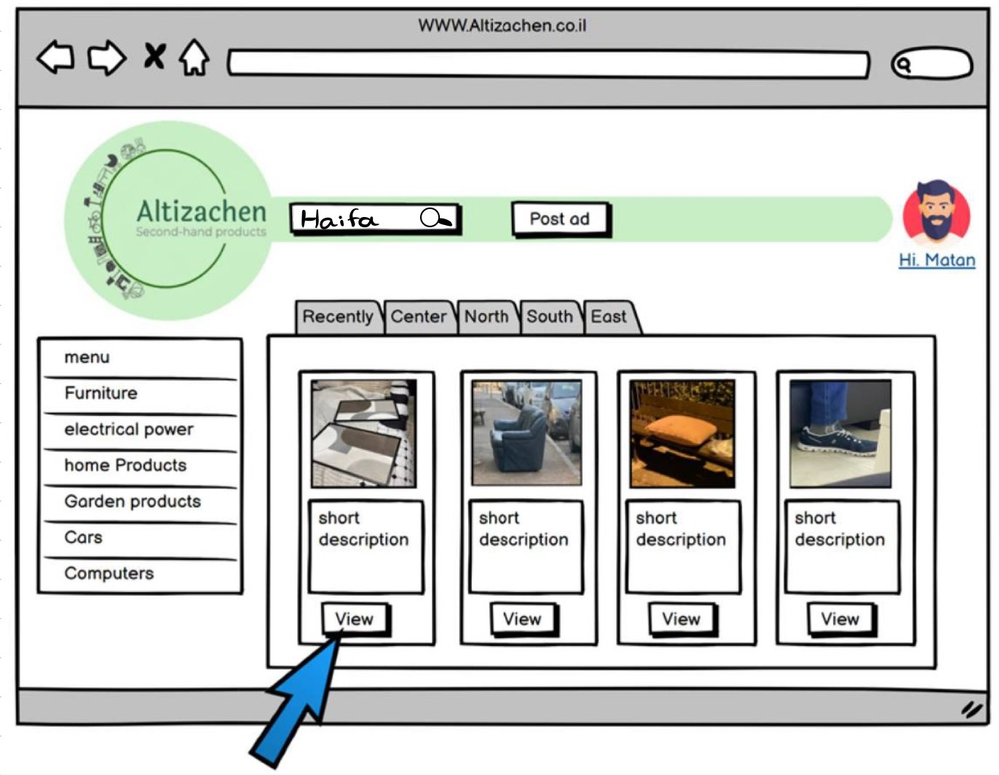 WWW.Altizachen.co.il
Altizachen
Second-hand products
Haifa
Post ad
Hi. Matan
Recently
Center
North
South
East
menu
Furniture
electrical power
home Products
Garden products
Cars
Computers
short
description
View
short
description
View
short
description
View
short
description
View